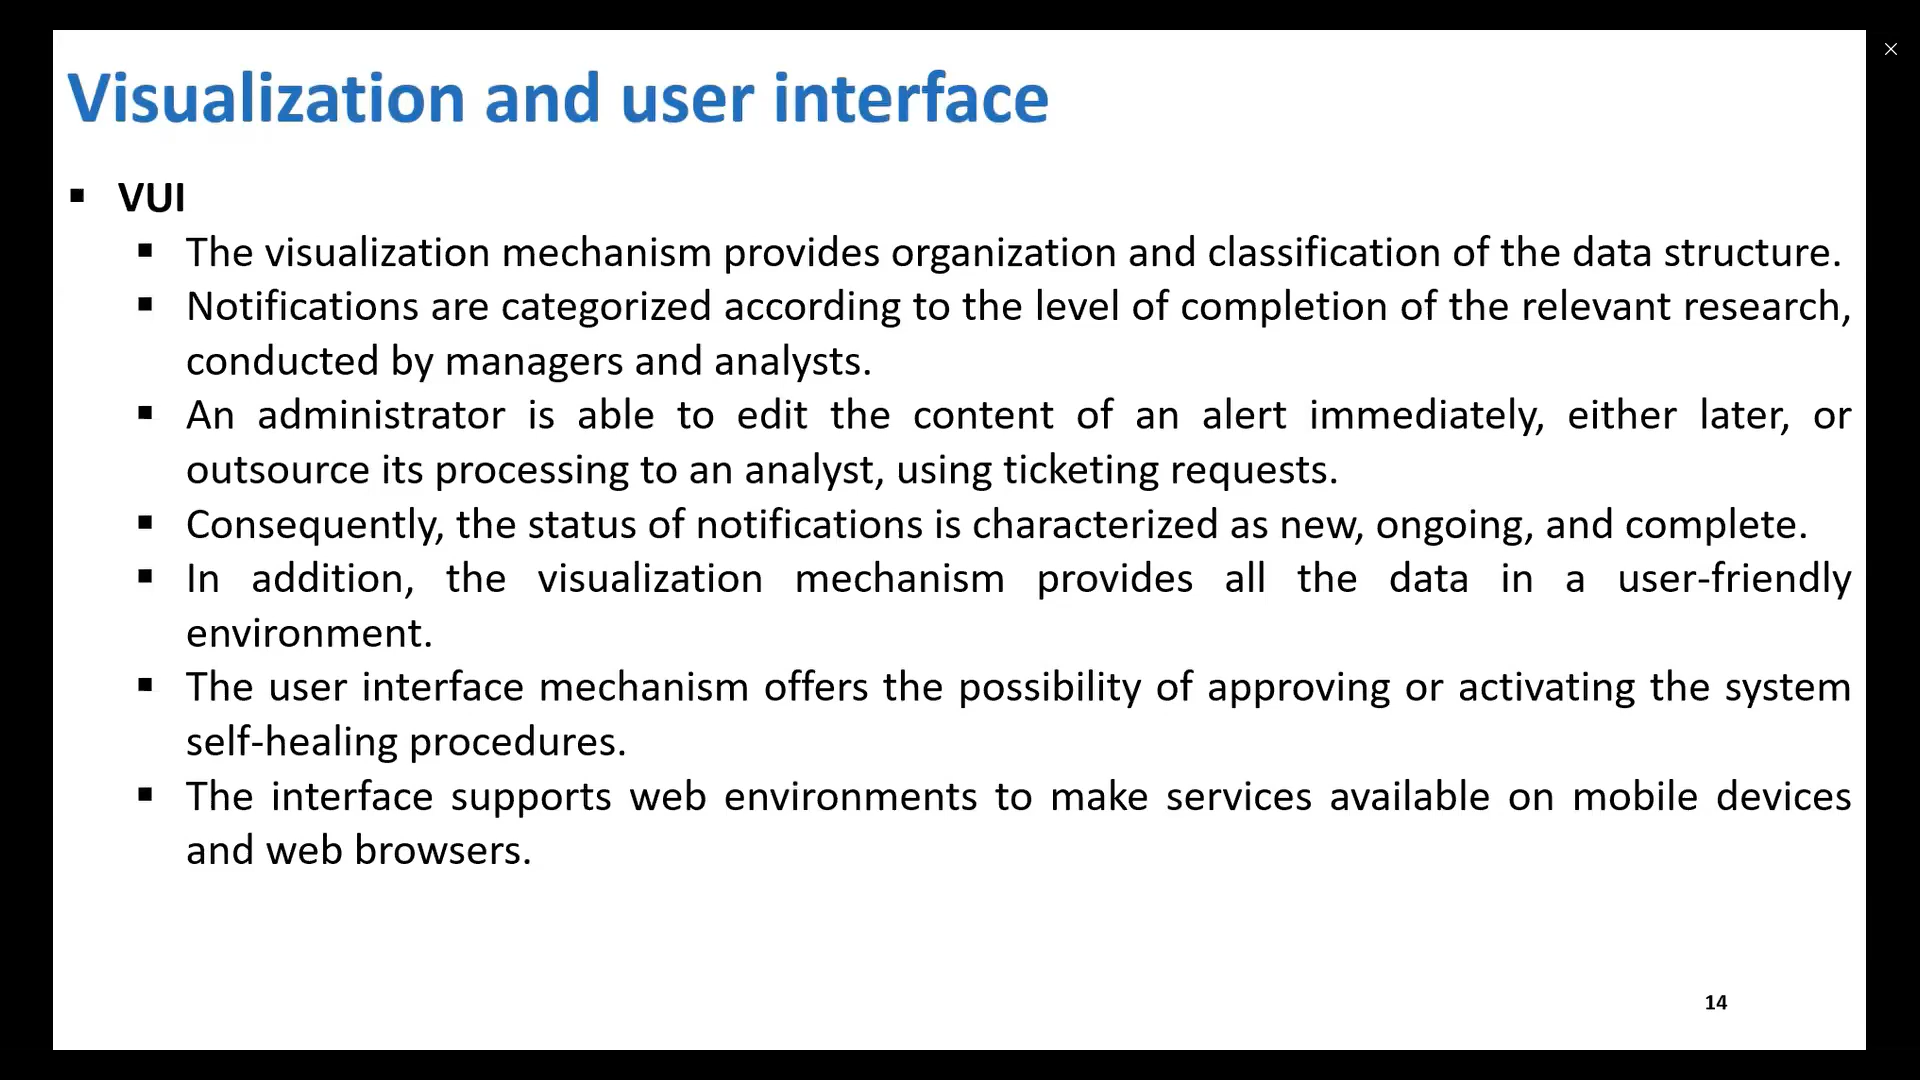 Visualization and user interface
▪ VUI
▪ The visualization mechanism provides organization and classification of the data structure.
▪ Notifications are categorized according to the level of completion of the relevant research,
conducted by managers and analysts.
▪ An administrator is able to edit the content of an alert immediately, either later, or
outsource its processing to an analyst, using ticketing requests.
▪ Consequently, the status of notifications is characterized as new, ongoing, and complete.
▪ In addition, the visualization mechanism provides all the data in a user-friendly
environment.
▪ The user interface mechanism offers the possibility of approving or activating the system
self-healing procedures.
▪ The interface supports web environments to make services available on mobile devices
and web browsers.
14